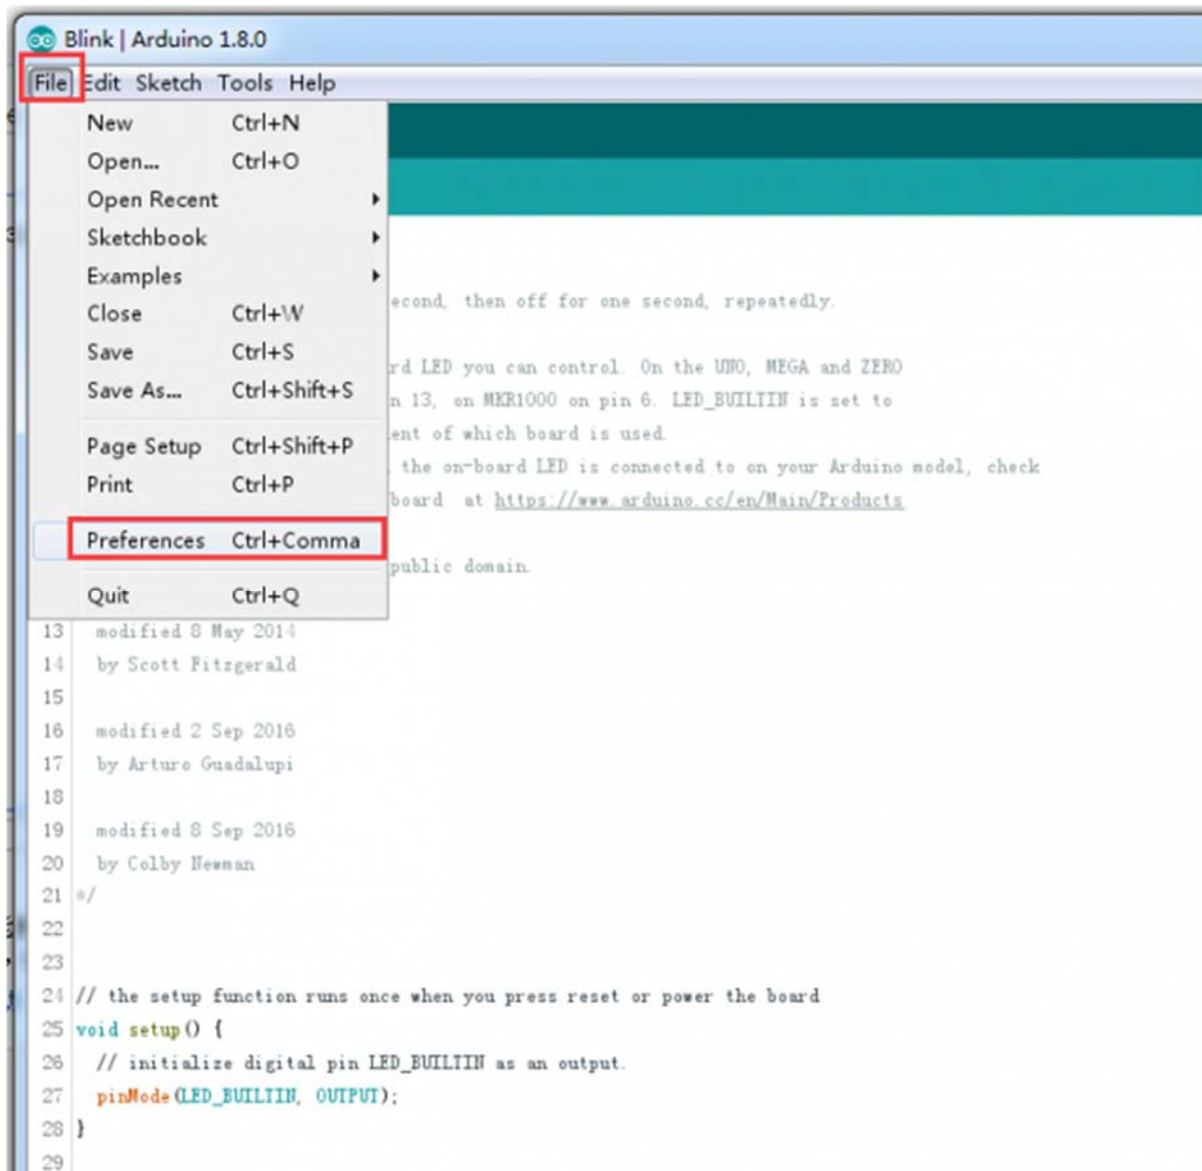 Blink | Arduino 1.8.0
File Edit Sketch Tools Help
New Ctrl+N
Open... Ctrl+O
Open Recent
Sketchbook
Examples
Close Ctrl+W
Save Ctrl+S
Save As... Ctrl+Shift+S
Page Setup Ctrl+Shift+P
Print Ctrl+P
Preferences Ctrl+Comma
Quit Ctrl+Q
econd, then off for one second, repeatedly.
rd LED you can control. On the UNO, MEGA and ZERO
n 13, on MKR1000 on pin 6. LED_BUILTIN is set to
ent of which board is used.
the on-board LED is connected to on your Arduino model, check
board at https://www.arduino.cc/en/Main/Products
public domain.
13 modified 8 May 2014
14 by Scott Fitzgerald
15
16 modified 2 Sep 2016
17 by Arturo Guadalupi
18
19 modified 8 Sep 2016
20 by Colby Newman
21 */
22
23
24 // the setup function runs once when you press reset or power the board
25 void setup() {
26 // initialize digital pin LED_BUILTIN as an output.
27 pinMode(LED_BUILTIN, OUTPUT);
28 }
29